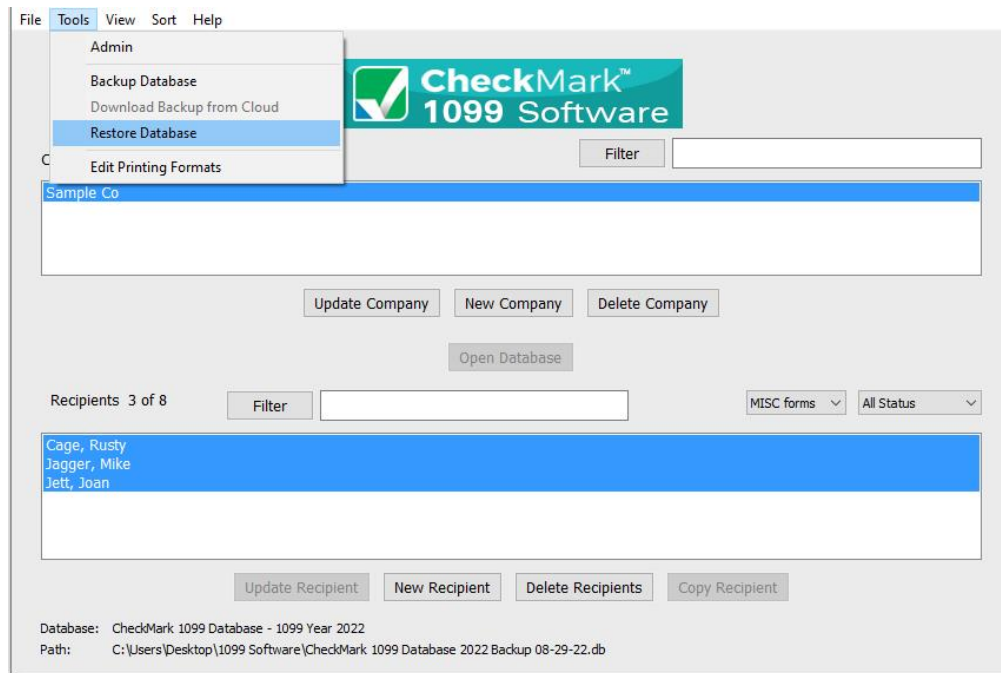 File Tools View Sort Help
Admin
Backup Database
Download Backup from Cloud
Restore Database
Edit Printing Formats
CheckMark™
1099 Software
C
Filter
Sample Co
Update Company New Company Delete Company
Open Database
Recipients 3 of 8 Filter MISC forms All Status
Cage, Rusty
Jagger, Mike
Jett, Joan
Update Recipient New Recipient Delete Recipients Copy Recipient
Database: CheckMark 1099 Database - 1099 Year 2022
Path: C:\Users\Desktop\1099 Software\CheckMark 1099 Database 2022 Backup 08-29-22.db